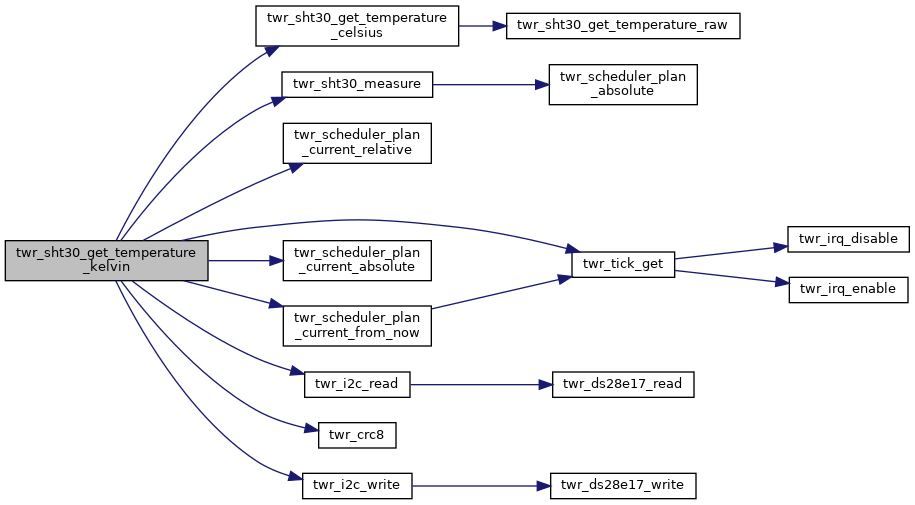 twr_sht30_get_temperature
_celsius
twr_sht30_get_temperature_raw
twr_sht30_measure
twr_scheduler_plan
_absolute
twr_scheduler_plan
_current_relative
twr_sht30_get_temperature
_kelvin
twr_scheduler_plan
_current_absolute
twr_tick_get
twr_irq_disable
twr_irq_enable
twr_scheduler_plan
_current_from_now
twr_i2c_read
twr_ds28e17_read
twr_crc8
twr_i2c_write
twr_ds28e17_write